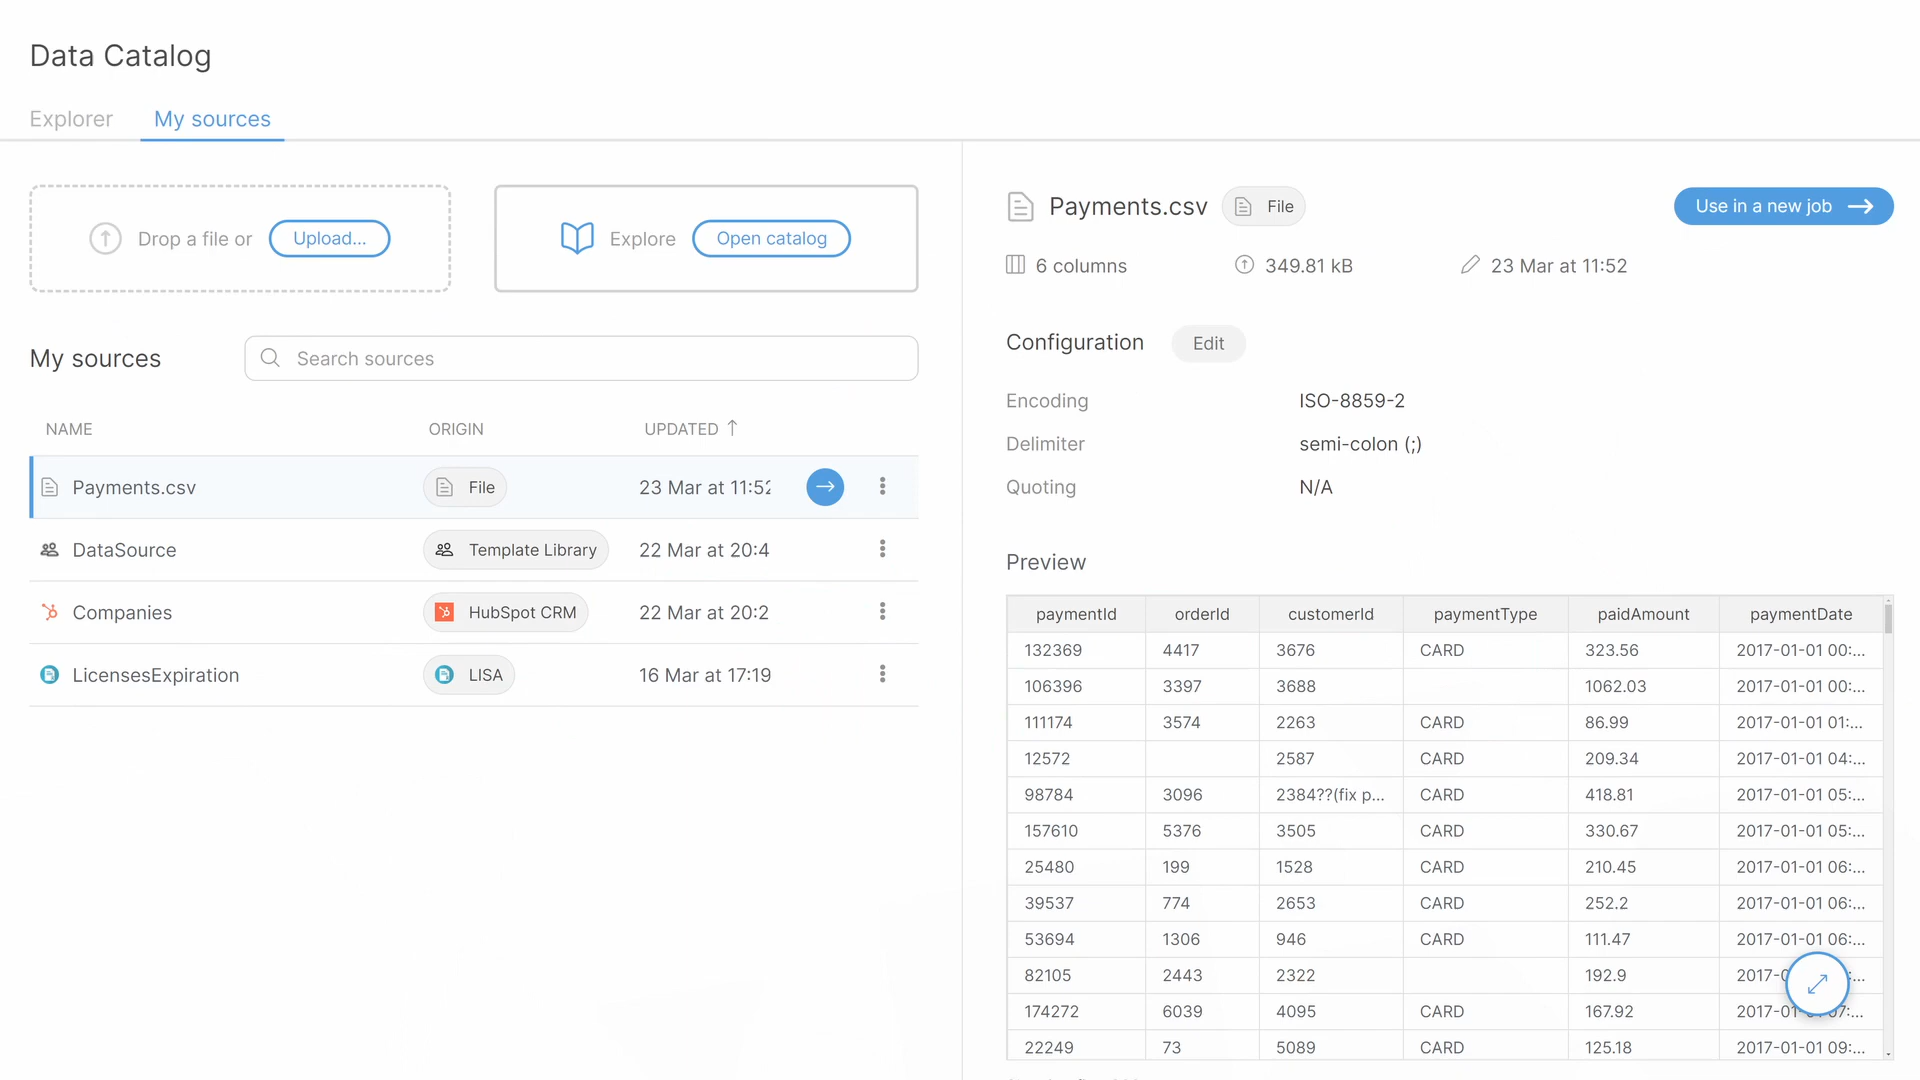 Data Catalog
Explorer My sources
Drop a file or Upload... Explore Open catalog
My sources Search sources
NAME ORIGIN UPDATED
Payments.csv File 23 Mar at 11:52
DataSource Template Library 22 Mar at 20:4
Companies HubSpot CRM 22 Mar at 20:2
LicensesExpiration LISA 16 Mar at 17:19
Payments.csv File Use in a new job
6 columns 349.81 kB 23 Mar at 11:52
Configuration Edit
Encoding ISO-8859-2
Delimiter semi-colon (;)
Quoting N/A
Preview
paymentId orderId customerId paymentType paidAmount paymentDate
132369 4417 3676 CARD 323.56 2017-01-01 00:...
106396 3397 3688 1062.03 2017-01-01 00:...
111174 3574 2263 CARD 86.99 2017-01-01 01:...
12572 2587 CARD 209.34 2017-01-01 04:...
98784 3096 2384??(fix p... CARD 418.81 2017-01-01 05:...
157610 5376 3505 CARD 330.67 2017-01-01 05:...
25480 199 1528 CARD 210.45 2017-01-01 06:...
39537 774 2653 CARD 252.2 2017-01-01 06:...
53694 1306 946 CARD 111.47 2017-01-01 06:...
82105 2443 2322 192.9
174272 6039 4095 CARD 167.92
22249 73 5089 CARD 125.18 2017-01-01 09:...